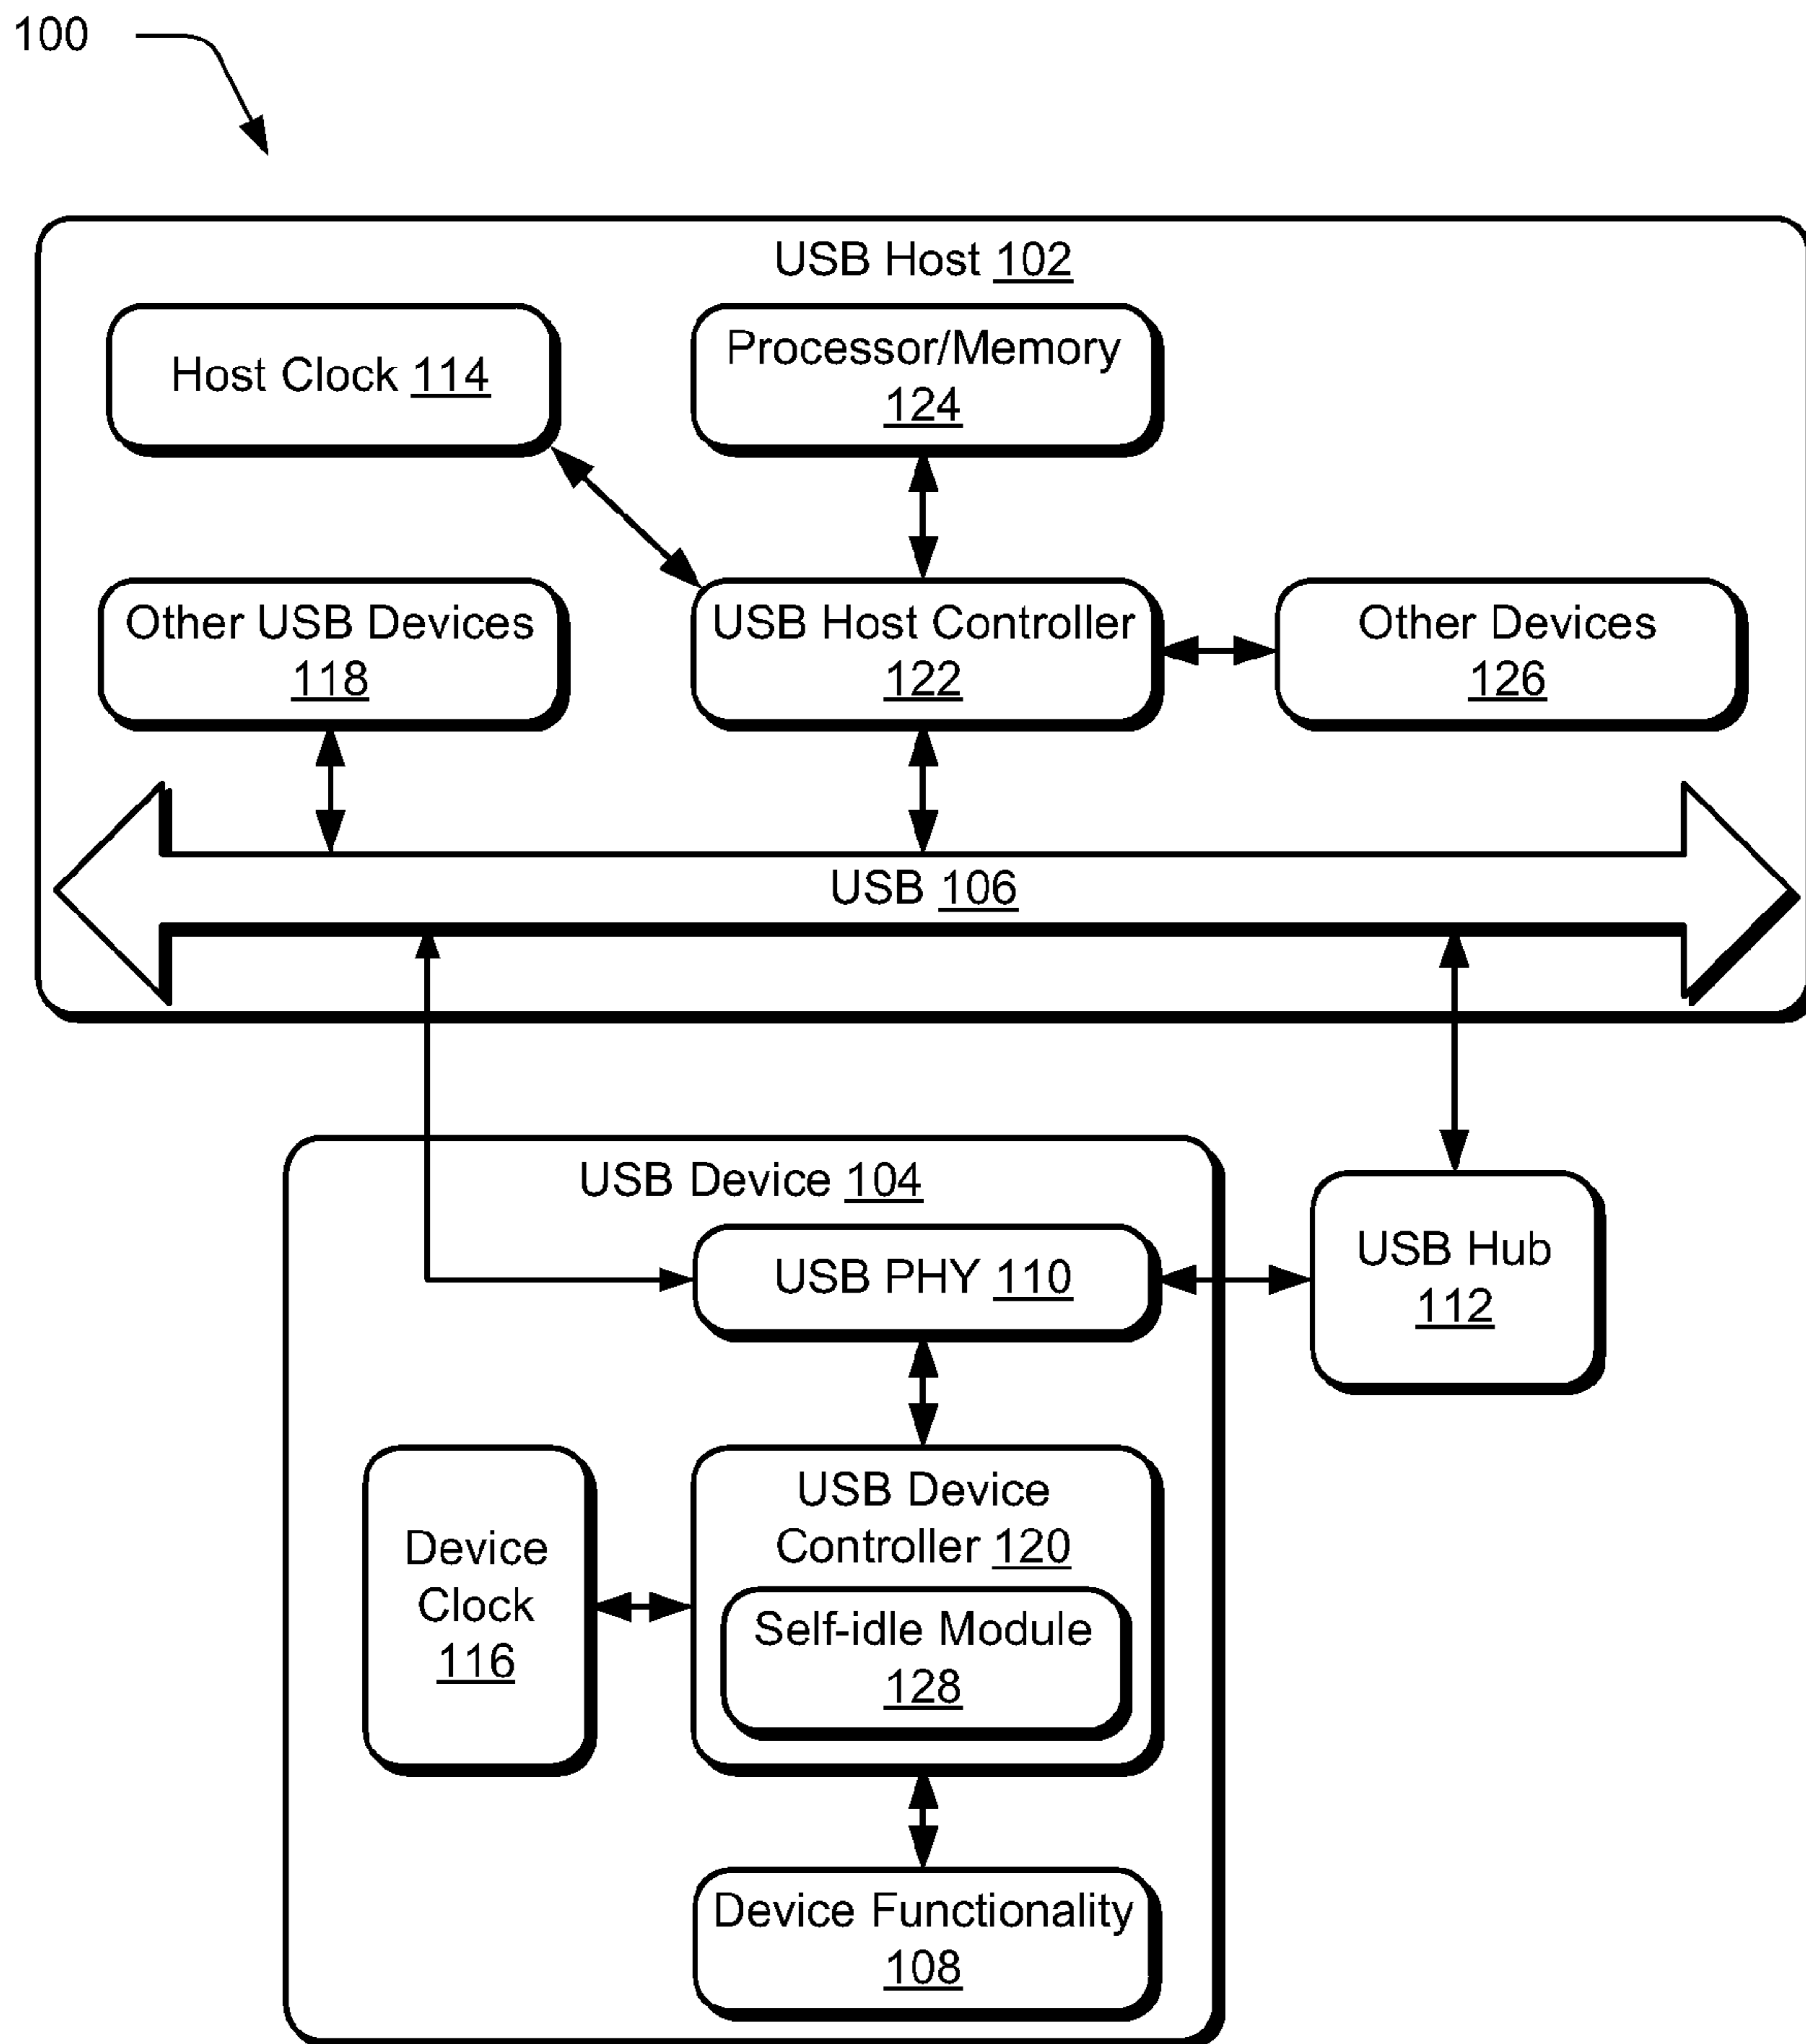 100
USB Host 102
Host Clock 114
Processor/Memory
124
Other USB Devices
118
USB Host Controller
122
Other Devices
126
USB 106
USB Device 104
USB PHY 110
USB Hub
112
Device
Clock
116
USB Device
Controller 120
Self-idle Module
128
Device Functionality
108